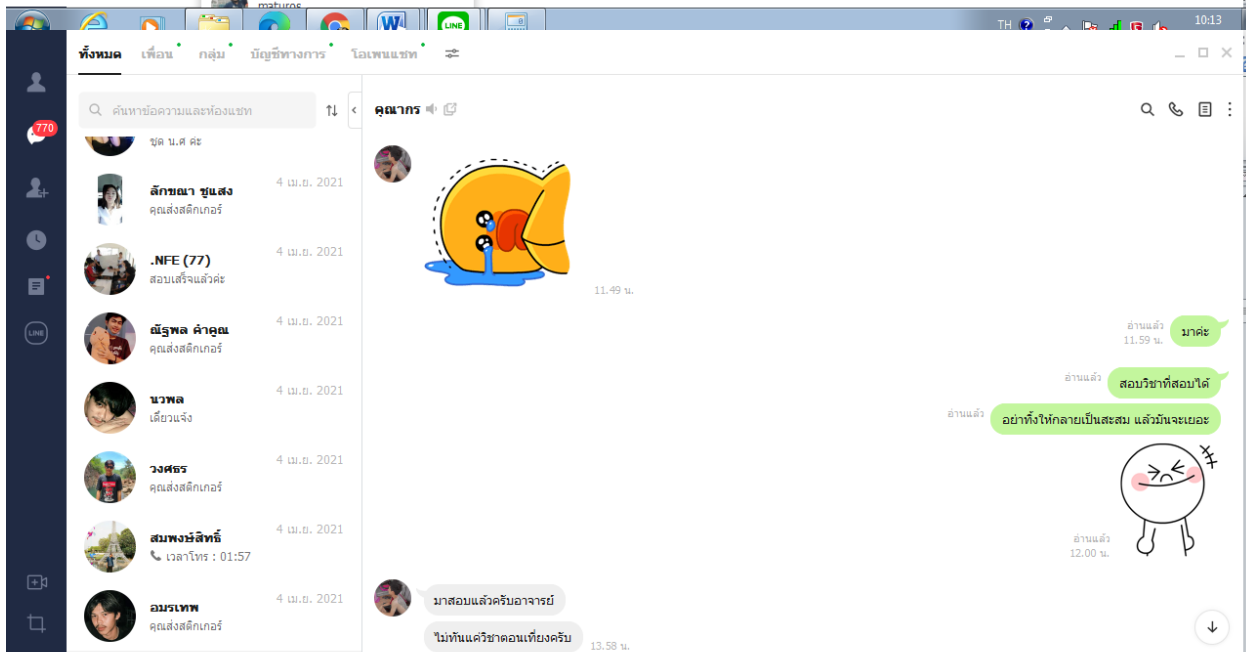 maturos
TH
10:13
ทั้งหมด เพื่อน กลุ่ม บัญชีทางการ โอเพนแชท
770
ค้นหาข้อความและห้องแชท
คุณากร
ชุด น.ศ ค่ะ
ลักขณา ชูแสง 4 เม.ย. 2021
คุณส่งสติกเกอร์
.NFE (77) 4 เม.ย. 2021
สอบเสร็จแล้วค่ะ
ณัฐพล คำคูณ 4 เม.ย. 2021
คุณส่งสติกเกอร์
นวพล 4 เม.ย. 2021
เดี๋ยวแจ้ง
วงศธร 4 เม.ย. 2021
คุณส่งสติกเกอร์
สมพงษ์สิทธิ์ 4 เม.ย. 2021
เวลาโทร : 01:57
อมรเทพ 4 เม.ย. 2021
คุณส่งสติกเกอร์
LINE
LINE
11.49 น.
อ่านแล้ว
11.59 น.
มาค่ะ
อ่านแล้ว
สอบวิชาที่สอบได้
อ่านแล้ว
อย่าทิ้งให้กลายเป็นสะสม แล้วมันจะเยอะ
อ่านแล้ว
12.00 น.
มาสอบแล้วครับอาจารย์
ไม่ทันแค่วิชาตอนเที่ยงครับ
13.58 น.